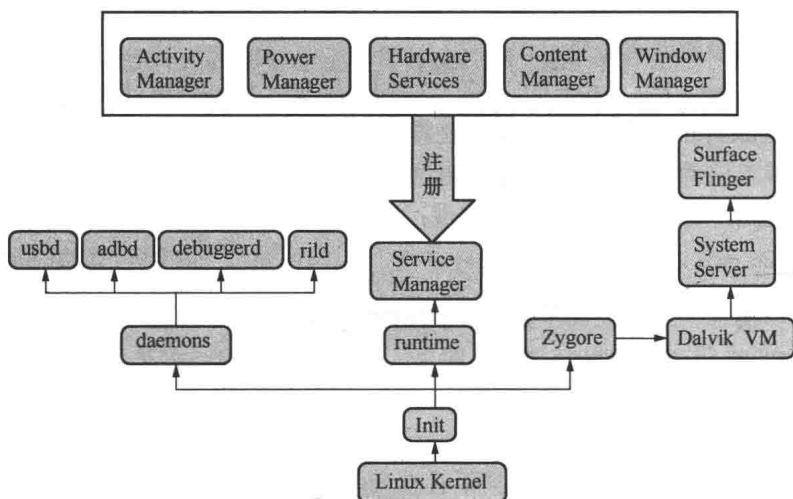 Activity
Manager
Power
Manager
Hardware
Services
Content
Manager
Window
Manager
注
册
Surface
Flinger
usbd
adbd
debuggerd
rild
Service
Manager
System
Server
daemons
runtime
Zygore
Dalvik VM
Init
Linux Kernel